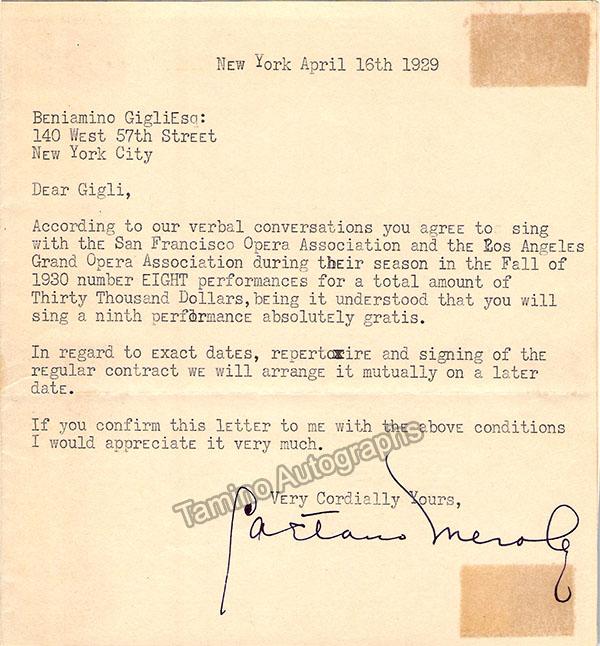 New York April 16th 1929
Beniamino GigliEsq:
140 West 57th Street
New York City
Dear Gigli,
According to our verbal conversations you agree to sing
with the San Francisco Opera Association and the Los Angeles
Grand Opera Association during their season in the Fall of
1930 number EIGHT performances for a total amount of
Thirty Thousand Dollars,being it understood that you will
sing a ninth performance absolutely gratis.
In regard to exact dates, repertoire and signing of the
regular contract we will arrange it mutually on a later
date.
If you confirm this letter to me with the above conditions
I would appreciate it very much.
Tamino Autographs
Very Cordially Yours,
Gaetano Merola